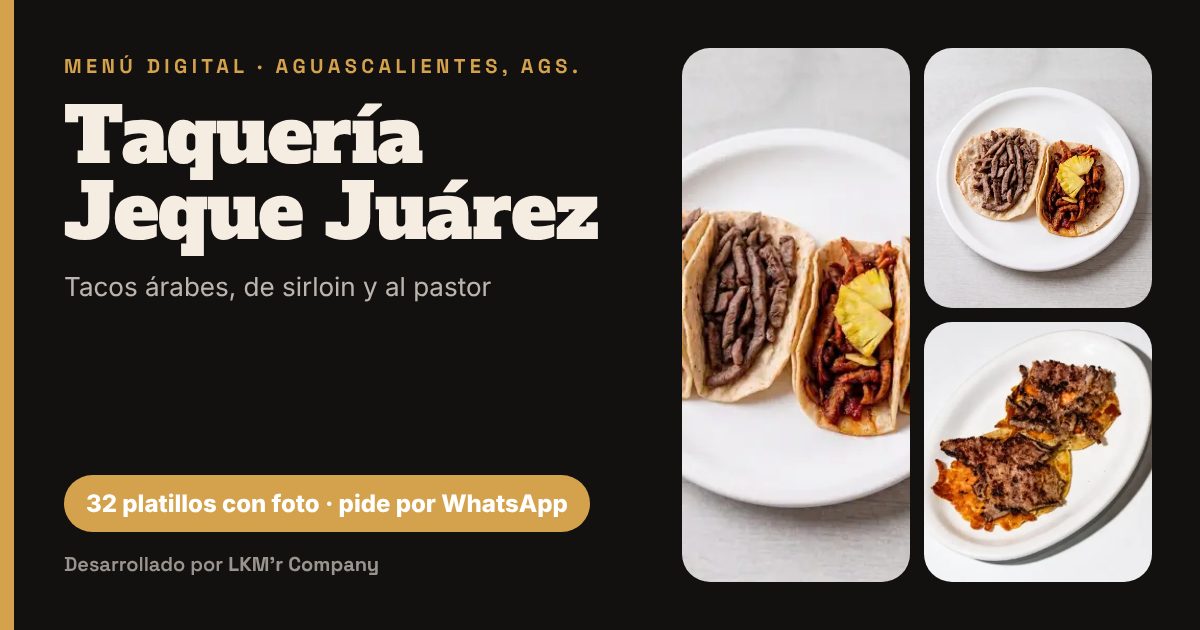 MENÚ DIGITAL · AGUASCALIENTES, AGS.
Taquería
Jeque Juárez
Tacos árabes, de sirloin y al pastor
32 platillos con foto · pide por WhatsApp
Desarrollado por LKM’r Company